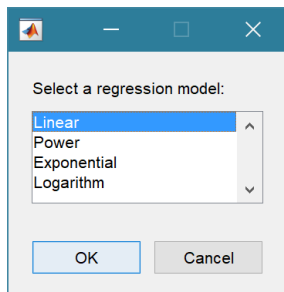 Select a regression model:
Linear
Power
Exponential
Logarithm
OK
Cancel